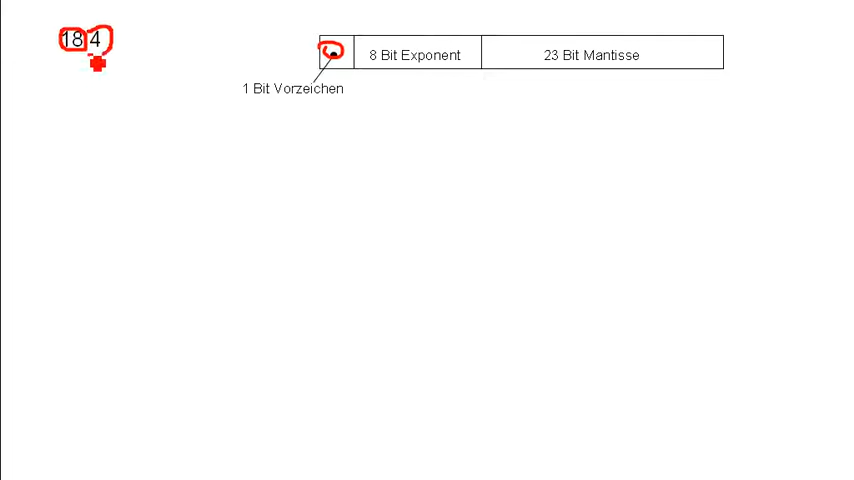 18 4
8 Bit Exponent
23 Bit Mantisse
1 Bit Vorzeichen